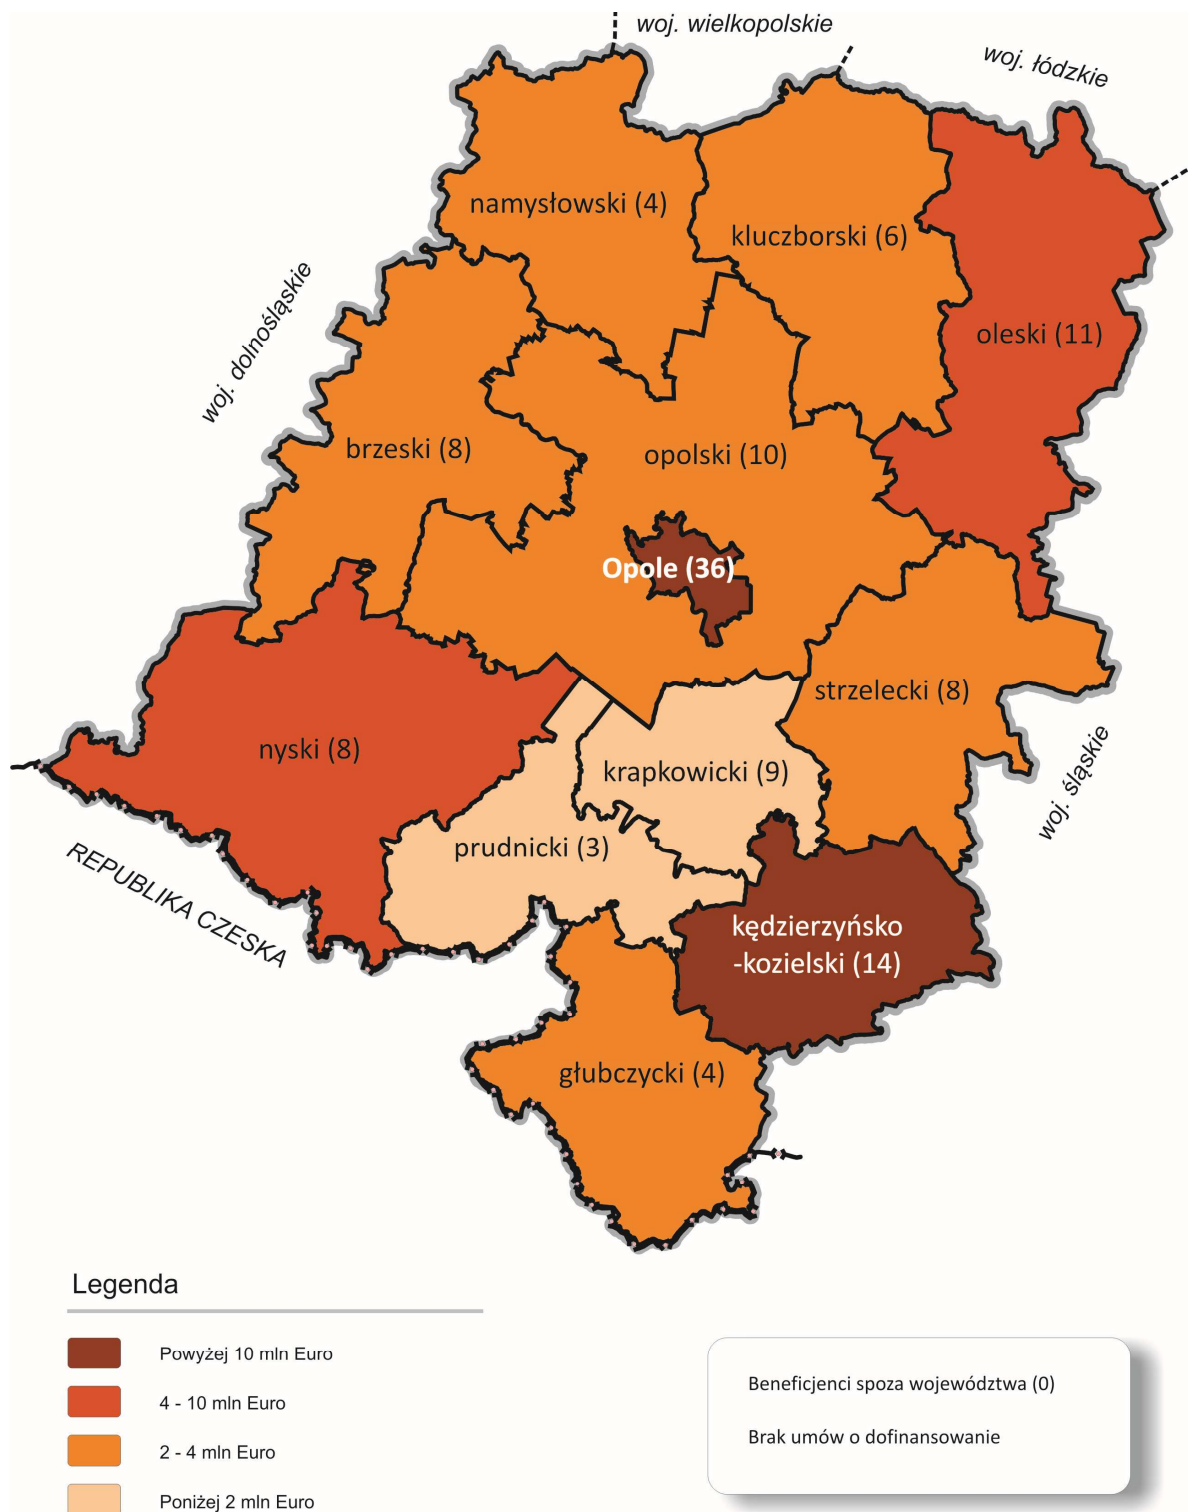 woj. wielkopolskie
woj. łódzkie
namysłowski (4)
kluczborski (6)
oleski (11)
woj. dolnośląskie
brzeski (8)
opolski (10)
Opole (36)
strzelecki (8)
nyski (8)
krapkowicki (9)
woj. śląskie
prudnicki (3)
REPUBLIKA CZESKA
kędzierzyńsko
-kozielski (14)
głubczycki (4)
Legenda
Powyżej 10 mln Euro
4 - 10 mln Euro
2 - 4 mln Euro
Poniżej 2 mln Euro
Beneficjenci spoza województwa (0)
Brak umów o dofinansowanie